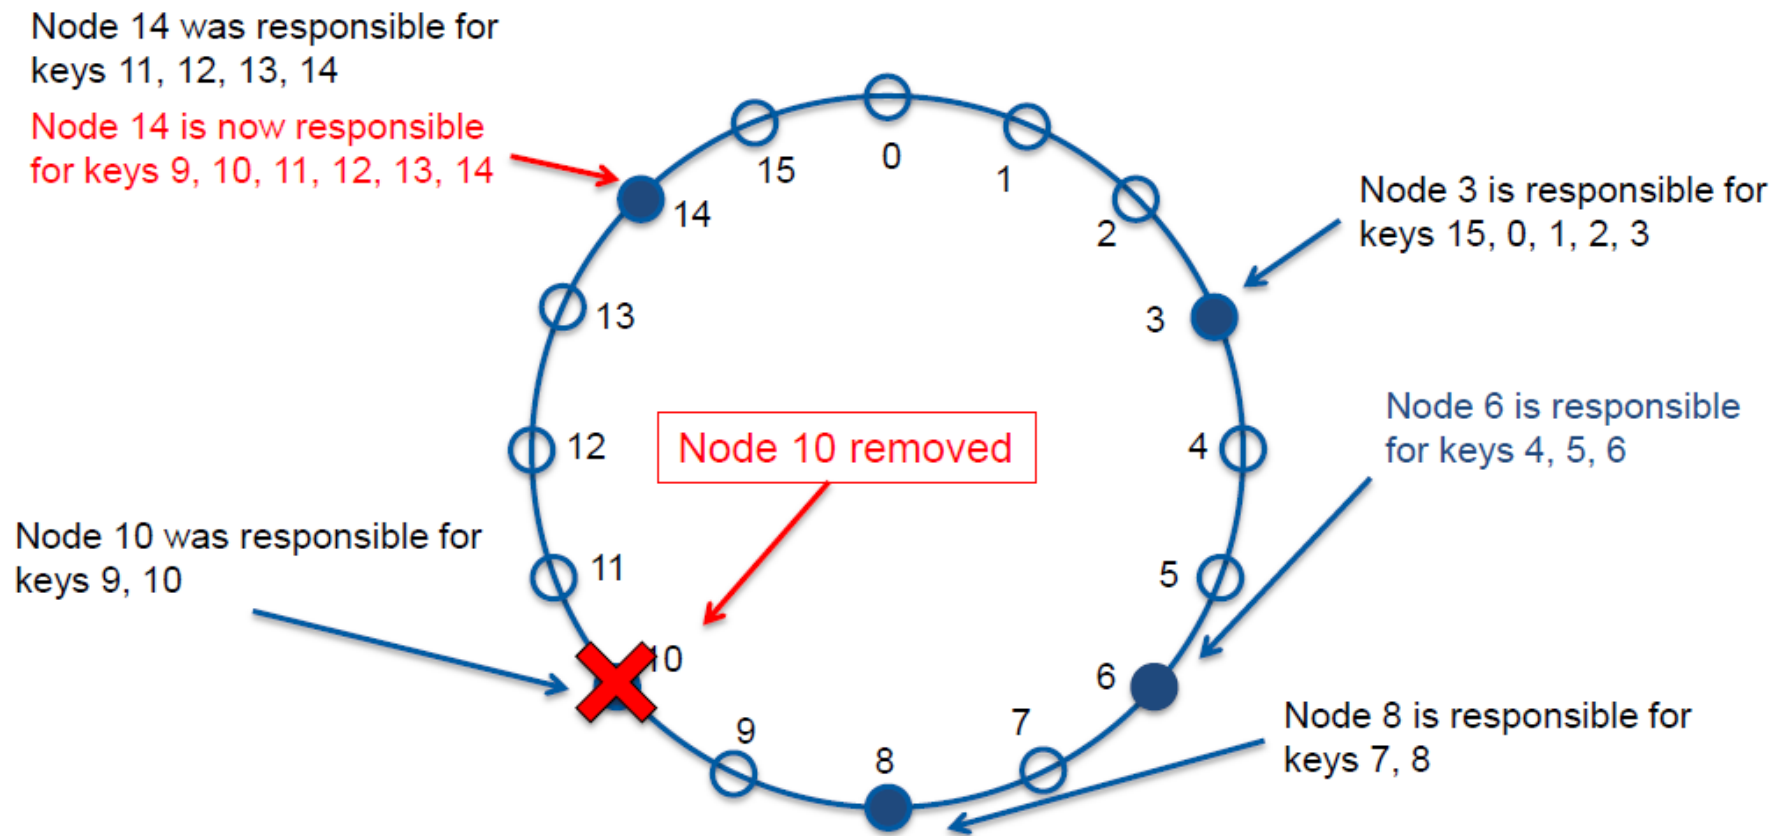 Node 14 was responsible for
keys 11, 12, 13, 14
Node 14 is now responsible
for keys 9, 10, 11, 12, 13, 14
15
0
1
14
2
Node 3 is responsible for
keys 15, 0, 1, 2, 3
13
3
12
Node 10 removed
4
Node 6 is responsible
for keys 4, 5, 6
Node 10 was responsible for
keys 9, 10
11
5
10
6
9
8
7
Node 8 is responsible for
keys 7, 8